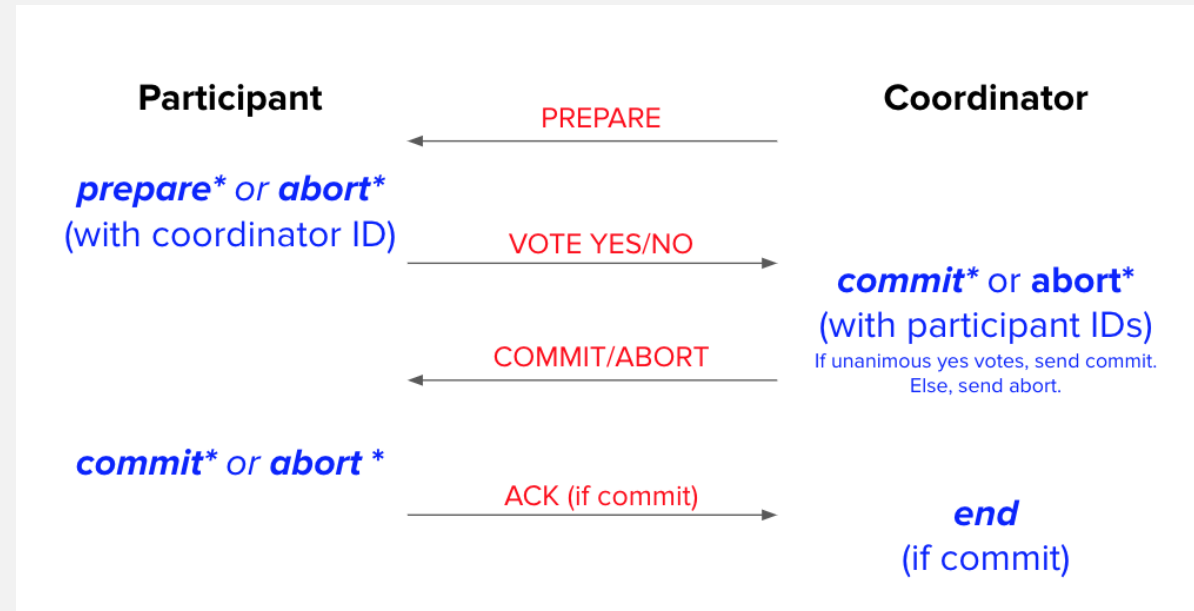 Participant
Coordinator
PREPARE
prepare* or abort*
(with coordinator ID)
VOTE YES/NO
commit* or abort*
(with participant IDs)
If unanimous yes votes, send commit.
Else, send abort.
COMMIT/ABORT
commit* or abort *
ACK (if commit)
end
(if commit)